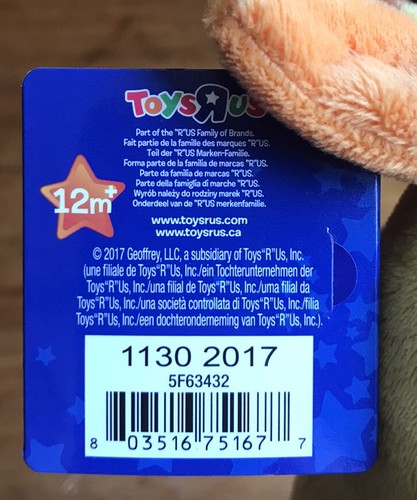 ToysЯUs
Part of the "R"US Family of Brands.
Fait partie de la famille des marques "R"US.
Teil der "R"US Marken-Familie.
Forma parte de la familia de marcas "R"US.
Parte da família de marcas "R"US.
Parte della famiglia di marche "R"US.
Wyrób należy do rodziny marek "R"US.
Onderdeel van de "R"US merkenfamilie.
12m+
www.toysrus.com
www.toysrus.ca
© 2017 Geoffrey, LLC, a subsidiary of Toys"R"Us, Inc.
(une filiale de Toys"R"Us, Inc./ein Tochterunternehmen der
Toys"R"Us, Inc./una filial de Toys"R"Us, Inc./uma filial da
Toys"R"Us, Inc./una società controllata di Toys"R"Us, Inc./filia
Toys"R"Us, Inc./een dochteronderneming van Toys"R"Us, Inc.).
1130 2017
5F63432
8 03516 75167 7